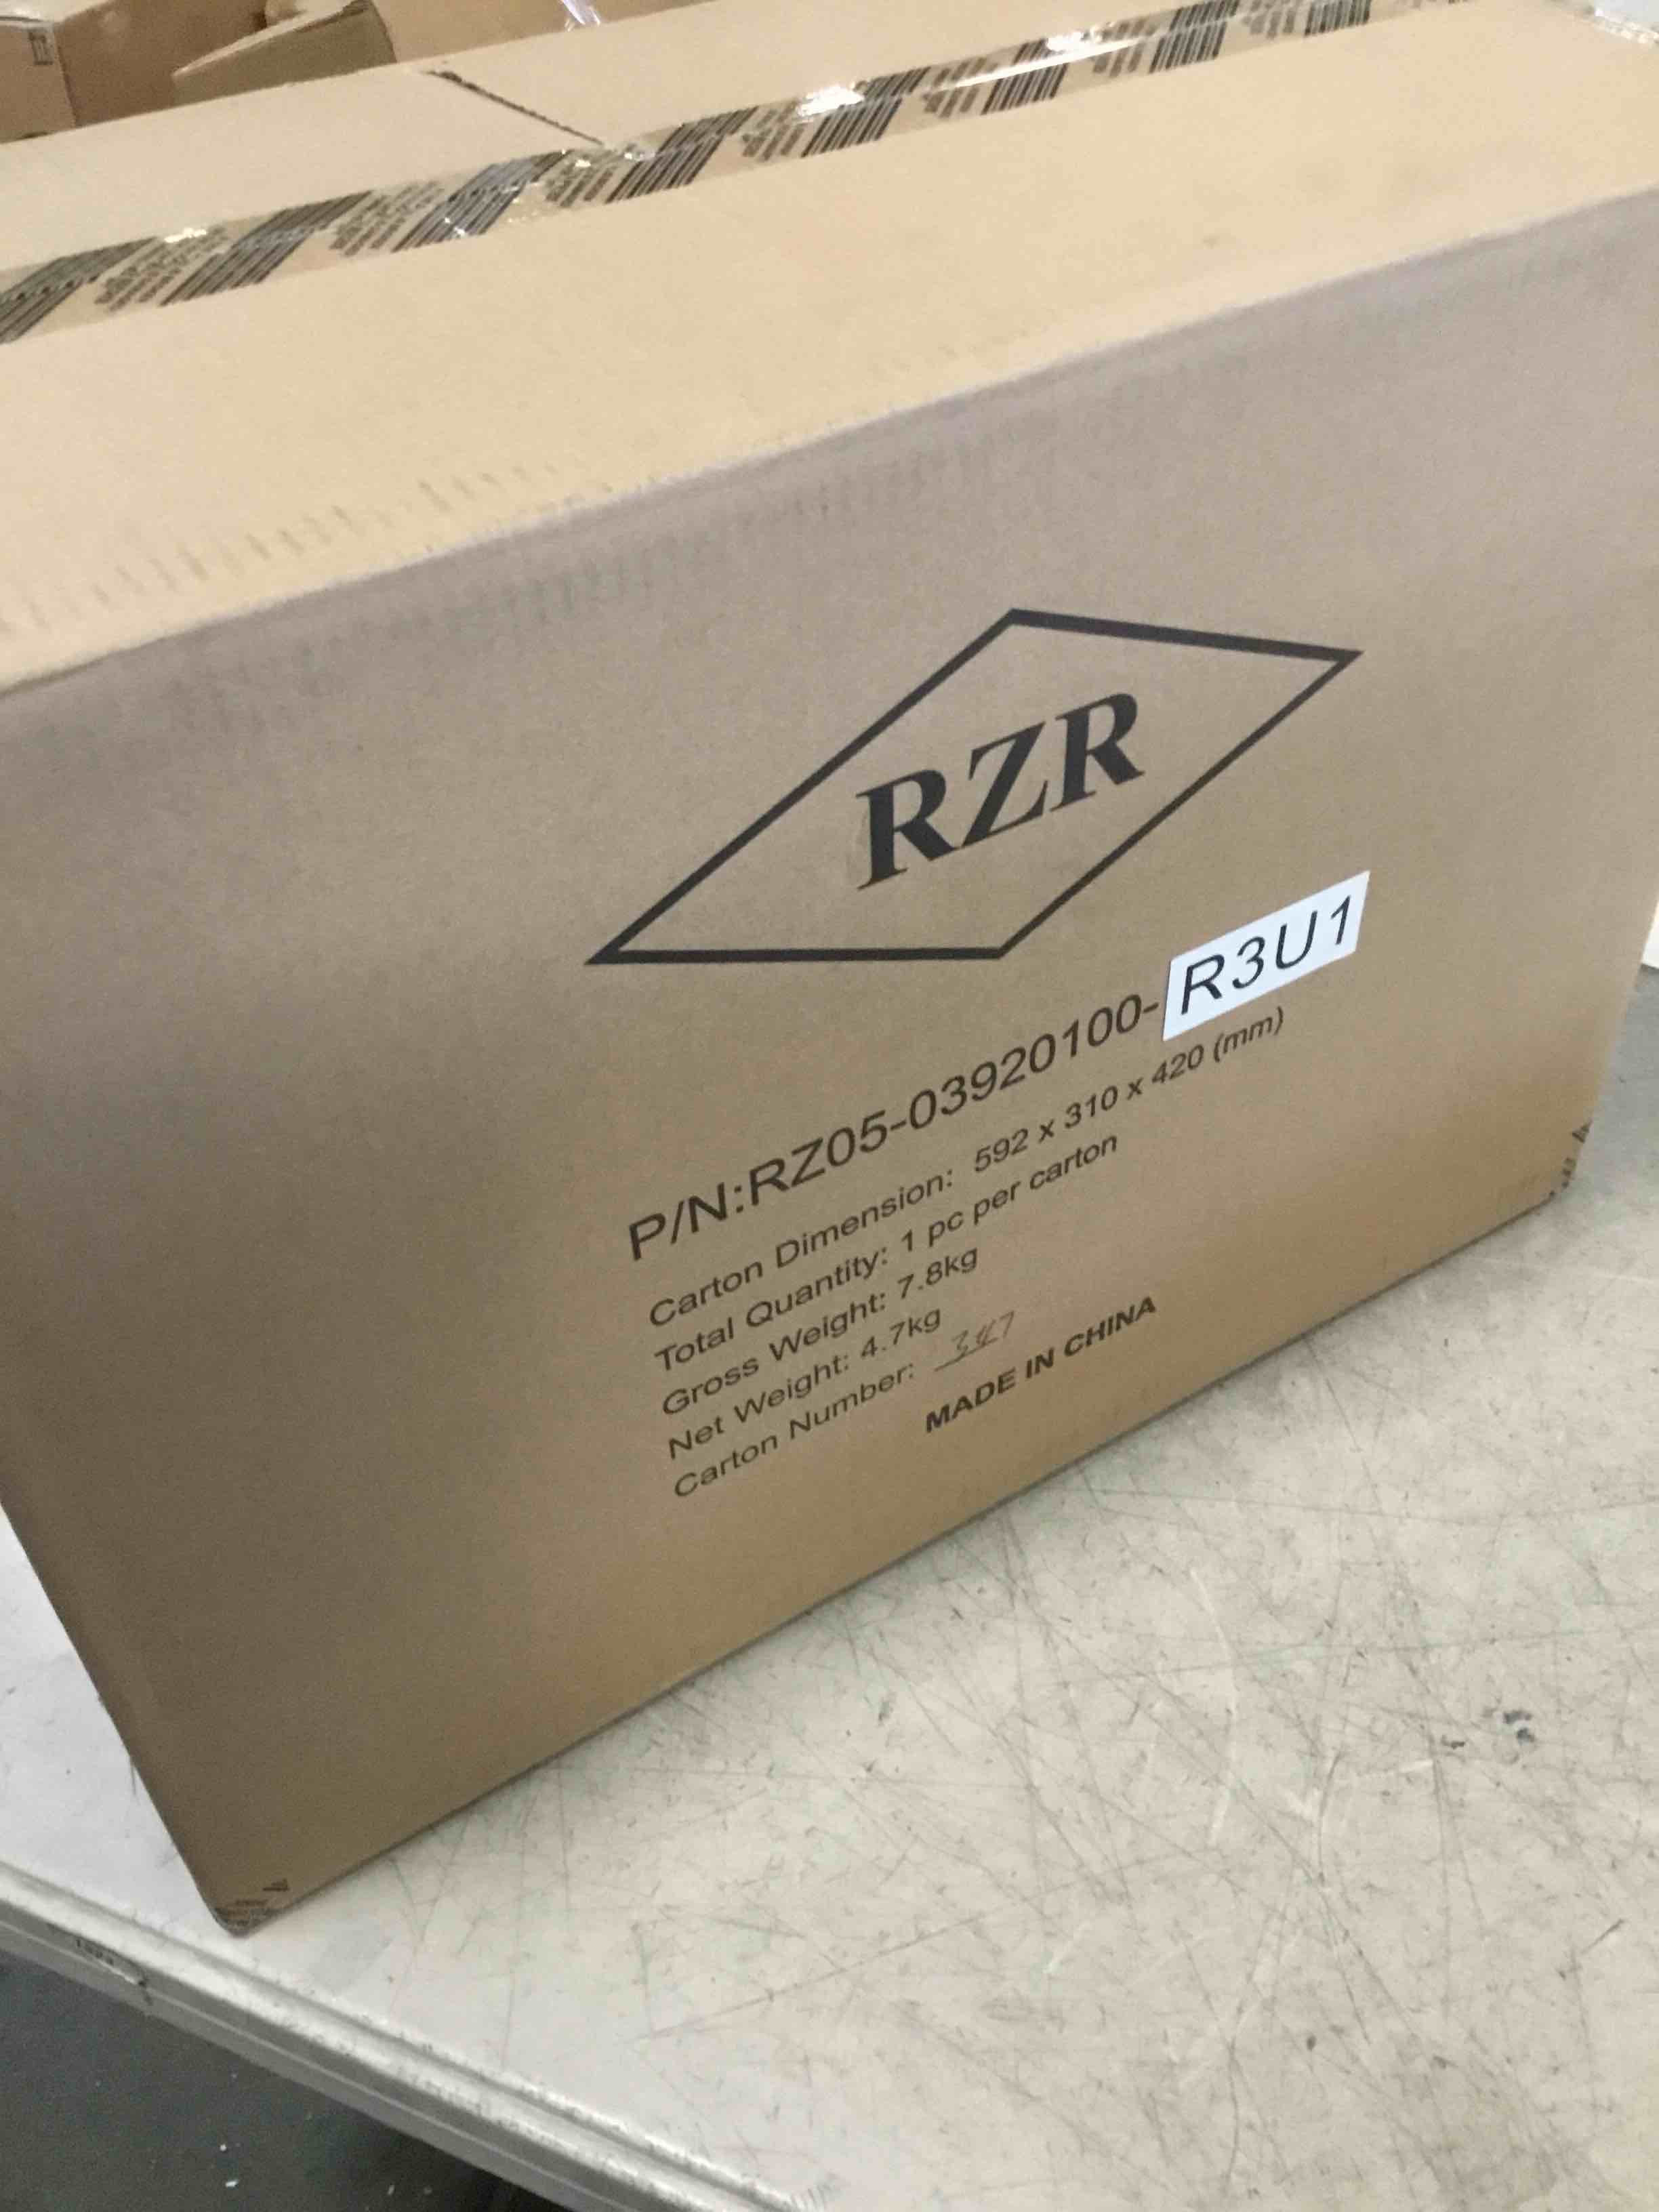 RZR
P/N:RZ05-03920100-R3U1
Carton Dimension: 592 x 310 x 420 (mm)
Total Quantity: 1 pc per carton
Gross Weight: 7.8kg
Net Weight: 4.7kg
Carton Number: 347
MADE IN CHINA